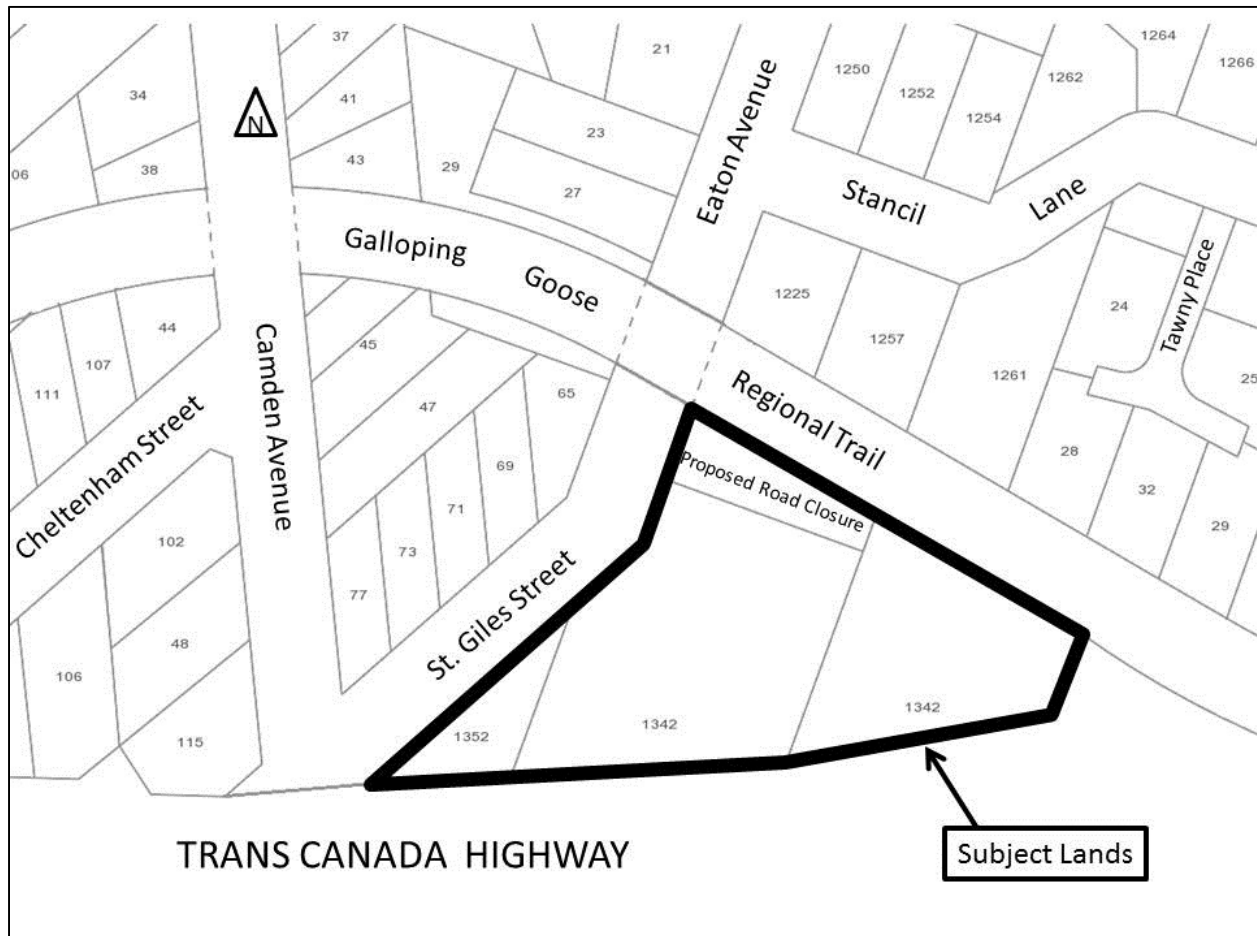 37
21
1250
1264
1266
1252
1262
34
41
1254
N
23
43
29
38
06
27
Eaton Avenue
Stancil
Lane
Galloping
Goose
1225
24
Tawny Place
44
45
1257
107
111
Camden Avenue
65
Regional Trail
1261
25
47
Cheltenham Street
28
69
Proposed Road Closure
71
32
29
73
102
77
St. Giles Street
48
106
1352
1342
1342
115
TRANS CANADA HIGHWAY
Subject Lands